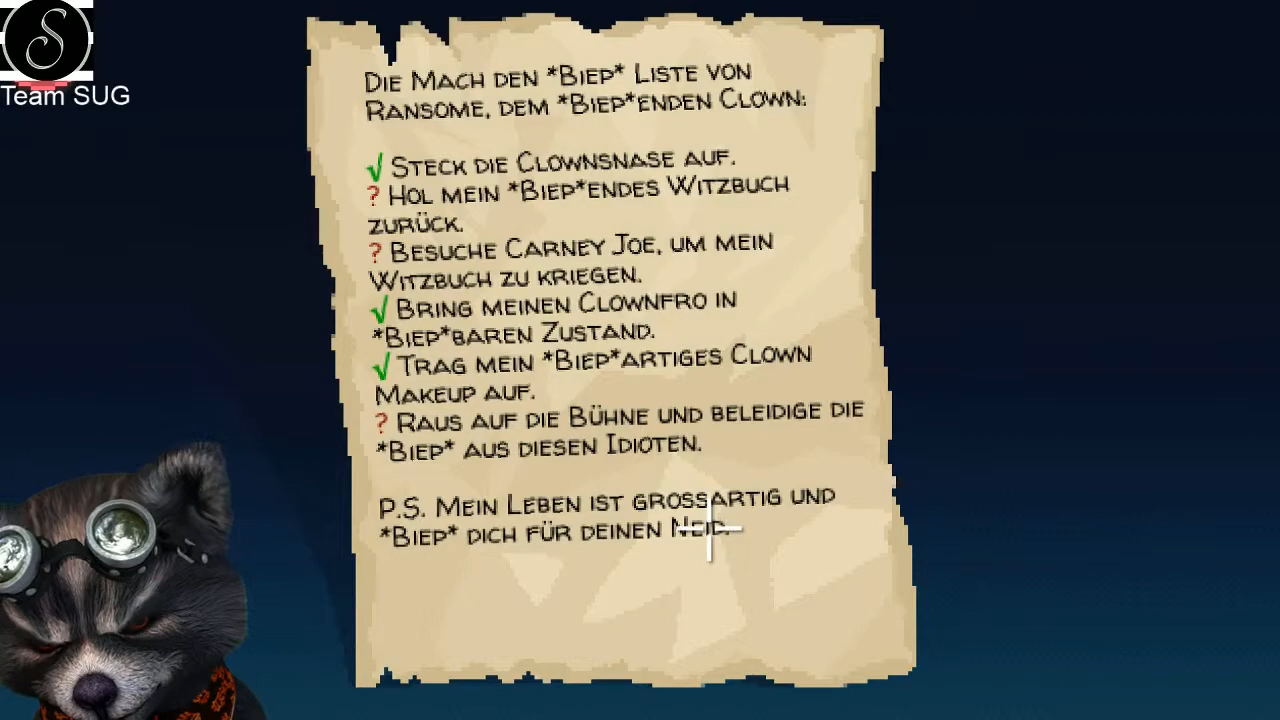 S
Team SUG
Die Mach den *Biep* Liste von
Ransome, dem *Biep*enden Clown:
√ Steck die Clownsnase auf.
? Hol mein *Biep*endes Witzbuch
zurück.
? Besuche Carney Joe, um mein
Witzbuch zu kriegen.
√ Bring meinen Clownfro in
*Biep*baren Zustand.
√ Trag mein *Biep*artiges Clown
Makeup auf.
? Raus auf die Bühne und beleidige die
*Biep* aus diesen Idioten.
P.S. Mein Leben ist grossartig und
*Biep* dich für deinen Neid.